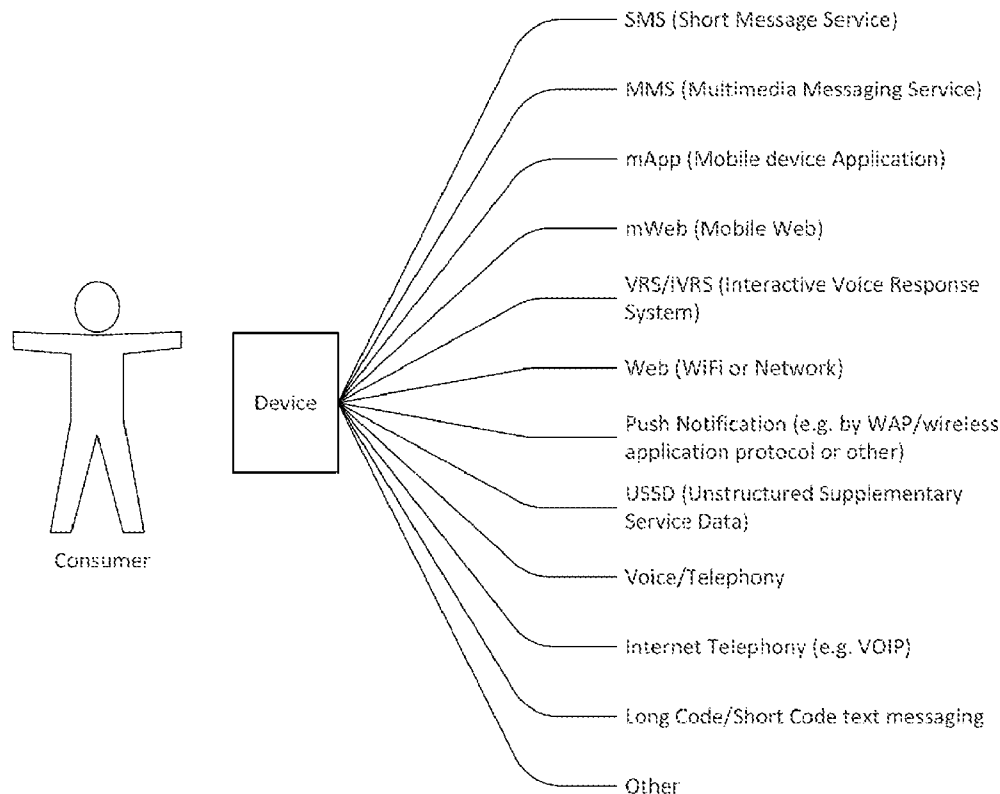 SMS (Short Message Service)
MMS (Multimedia Messaging Service)
mApp (Mobile device Application)
mWeb (Mobile Web)
VRS/IVRS (Interactive Voice Response
System)
Web (WiFi or Network)
Device
Push Notification (e.g. by WAP/wireless
application protocol or other)
USSD (Unstructured Supplementary
Service Data)
Consumer
Voice/Telephony
Internet Telephony (e.g. VOIP)
Long Code/Short Code text messaging
Other